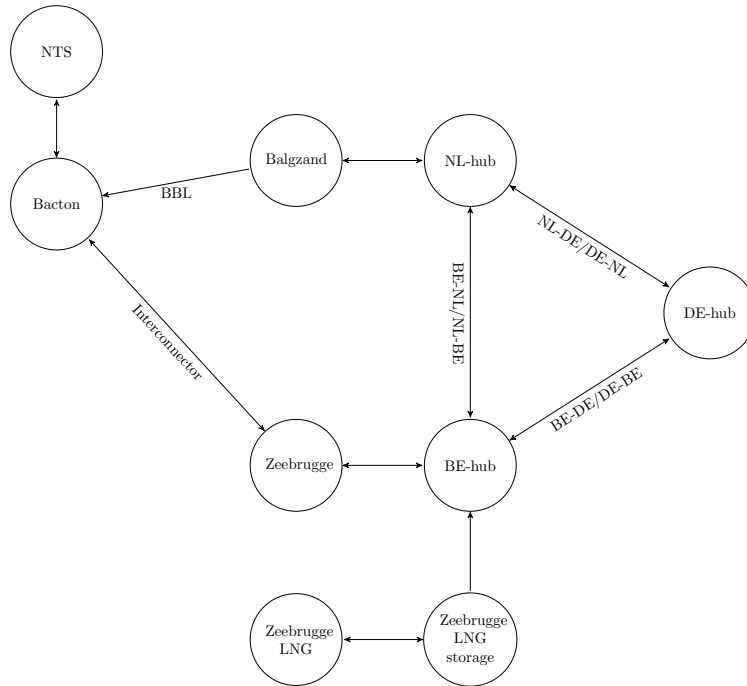 NTS
Balgzand
NL-hub
BBL
Bacton
NL-DE/DE-NL
BE-NL/NL-BE
DE-hub
Interconnector
BE-DE/DE-BE
Zeebrugge
BE-hub
Zeebrugge
LNG
Zeebrugge
LNG
storage